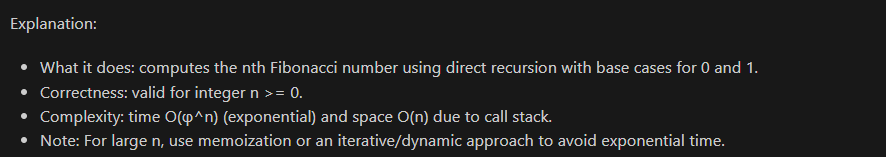 Explanation:
• What it does: computes the nth Fibonacci number using direct recursion with base cases for 0 and 1.
• Correctness: valid for integer n >= 0.
• Complexity: time O(φ^n) (exponential) and space O(n) due to call stack.
• Note: For large n, use memoization or an iterative/dynamic approach to avoid exponential time.